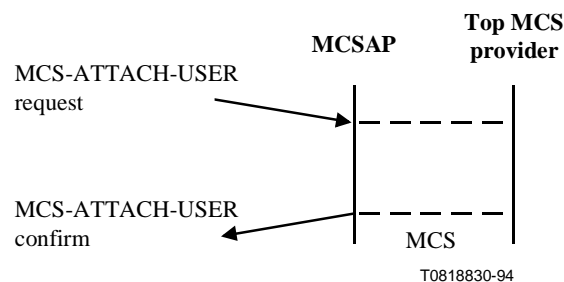 Top MCS
provider
MCSAP
MCS-ATTACH-USER
request
MCS-ATTACH-USER
confirm
MCS
T0818830-94